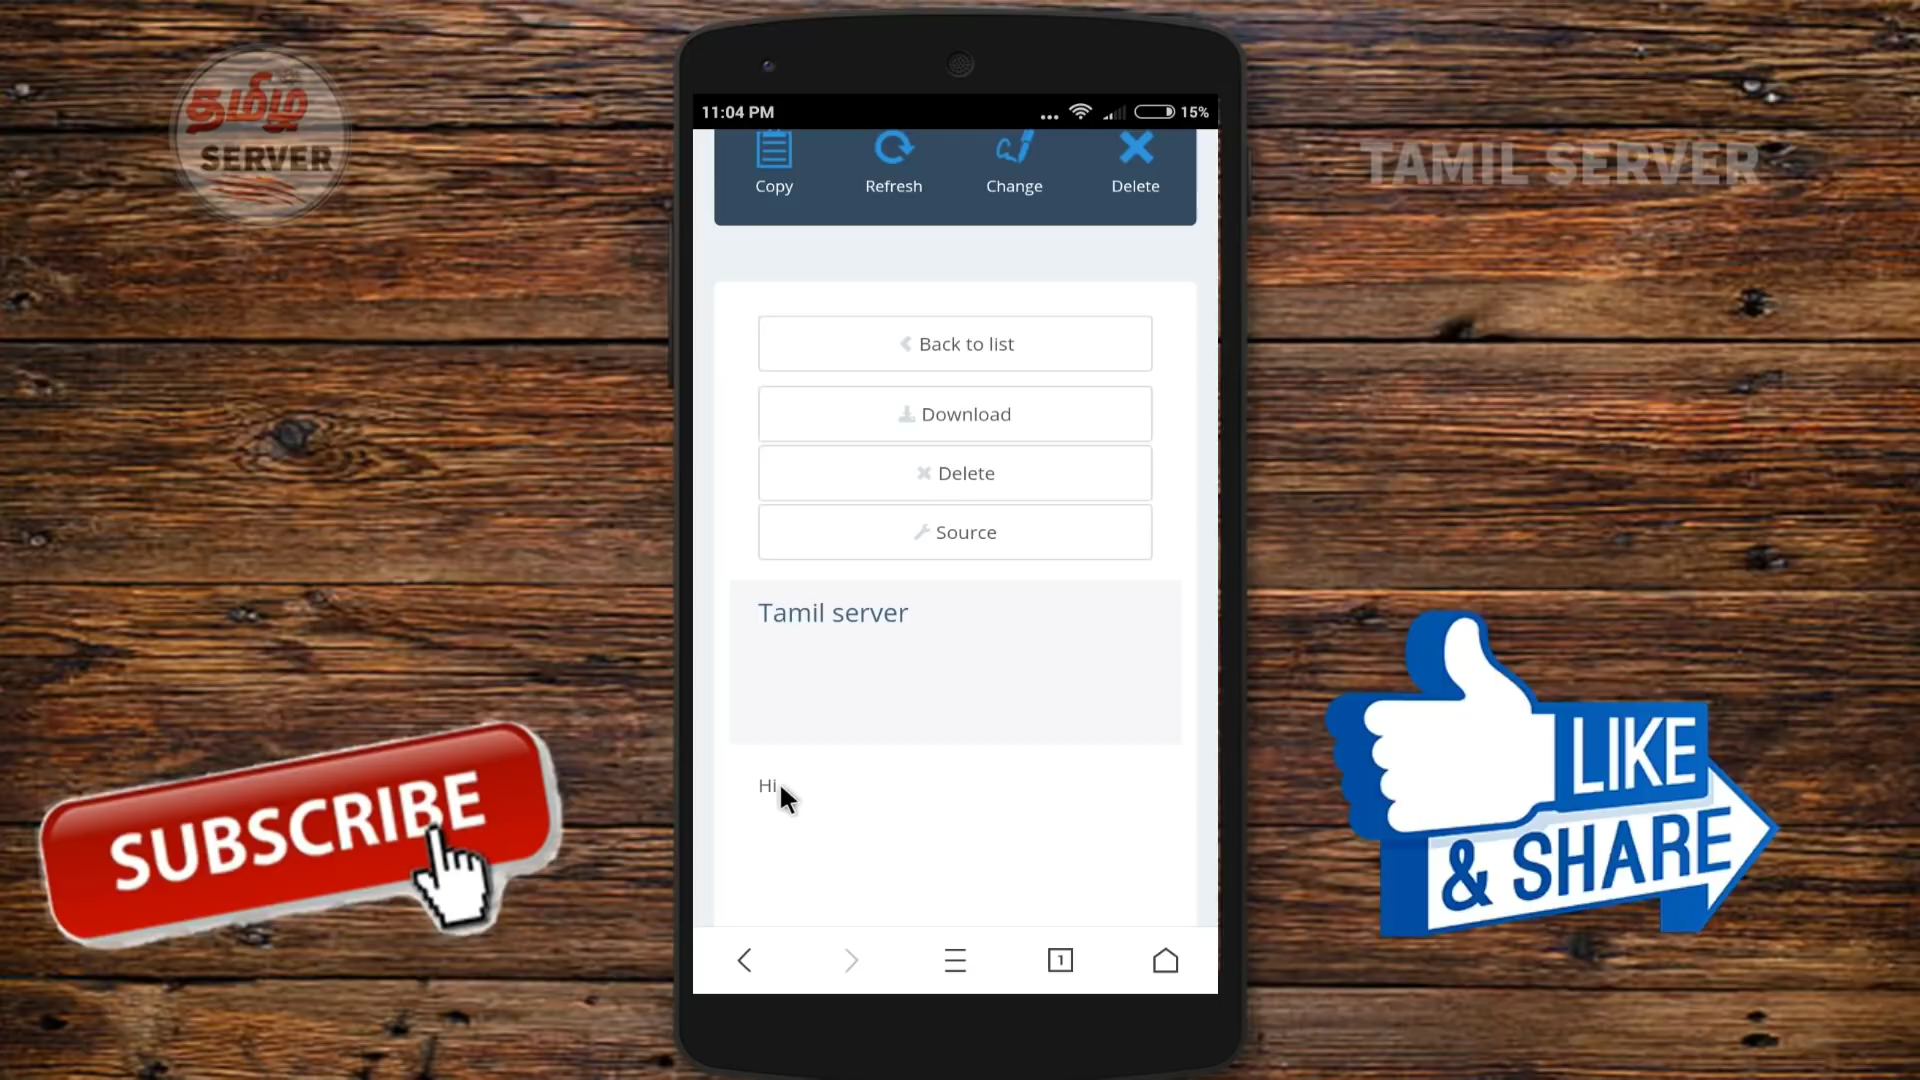 தமிழ்
SERVER
TAMIL SERVER
11:04 PM
15%
Copy
Refresh
Change
Delete
Back to list
Download
Delete
Source
Tamil server
Hi
1
SUBSCRIBE
LIKE
& SHARE